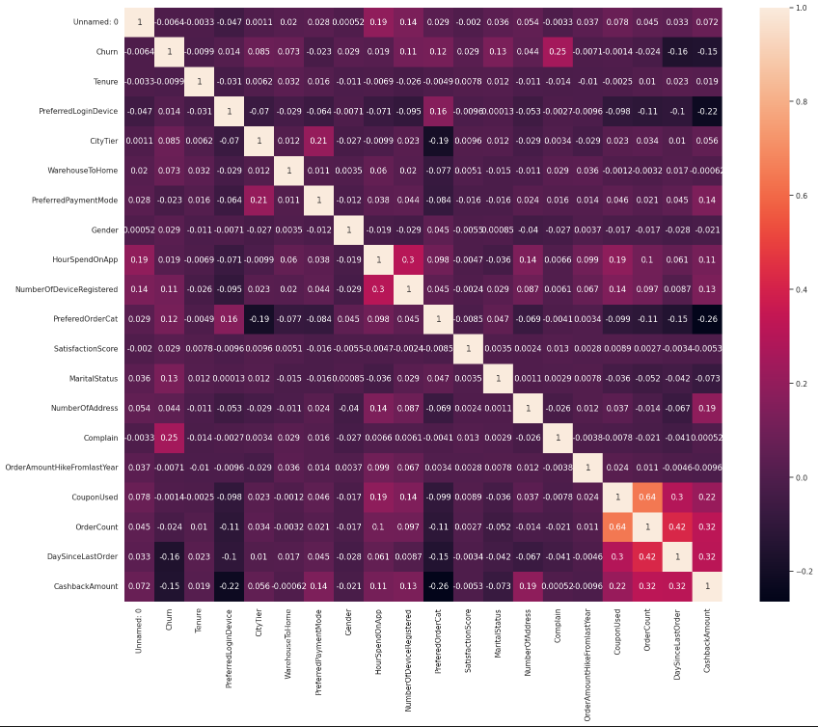 Unnamed: 0 1 -0.0064 -0.0033 -0.047 0.0011 0.02 0.028 0.00052 0.19 0.14 0.029 -0.002 0.036 0.054 -0.0033 0.037 0.078 0.045 0.033 0.072
Churn -0.0064 1 -0.0099 0.014 0.085 0.073 -0.023 0.029 0.019 0.11 0.12 0.029 0.13 0.044 0.25 -0.0071 -0.0014 -0.024 -0.16 -0.15
Tenure -0.0033 -0.0099 1 -0.031 0.0062 0.032 0.016 -0.011 -0.0069 -0.026 -0.0049 0.0078 0.012 -0.011 -0.014 -0.01 -0.0025 0.01 0.023 0.019
PreferredLoginDevice -0.047 0.014 -0.031 1 -0.07 -0.029 -0.064 -0.0071 -0.071 -0.095 0.16 -0.0096 0.00013 -0.053 -0.0027 -0.0096 -0.098 -0.11 -0.1 -0.22
CityTier 0.0011 0.085 0.0062 -0.07 1 0.012 0.21 -0.027 -0.0099 0.023 -0.19 0.0096 0.012 -0.029 0.0034 -0.029 0.023 0.034 0.01 0.056
WarehouseToHome 0.02 0.073 0.032 -0.029 0.012 1 0.011 0.0035 0.06 0.02 -0.077 0.0051 -0.015 -0.011 0.029 0.036 -0.0012 -0.0032 0.017 -0.00062
PreferredPaymentMode 0.028 -0.023 0.016 -0.064 0.21 0.011 1 -0.012 0.038 0.044 -0.084 -0.016 -0.016 0.024 0.016 0.014 0.046 0.021 0.045 0.14
Gender 0.00052 0.029 -0.011 -0.0071 -0.027 0.0035 -0.012 1 -0.019 -0.029 0.045 -0.0055 0.00085 -0.04 -0.027 0.0037 -0.017 -0.017 -0.028 -0.021
HourSpendOnApp 0.19 0.019 -0.0069 -0.071 -0.0099 0.06 0.038 -0.019 1 0.3 0.098 -0.0047 -0.036 0.14 0.0066 0.099 0.19 0.1 0.061 0.11
NumberOfDeviceRegistered 0.14 0.11 -0.026 -0.095 0.023 0.02 0.044 -0.029 0.3 1 0.045 -0.0024 0.029 0.087 0.0061 0.067 0.14 0.097 0.0087 0.13
PreferedOrderCat 0.029 0.12 -0.0049 0.16 -0.19 -0.077 -0.084 0.045 0.098 0.045 1 -0.0085 0.047 -0.069 -0.0041 0.0034 -0.099 -0.11 -0.15 -0.26
SatisfactionScore -0.002 0.029 0.0078 -0.0096 0.0096 0.0051 -0.016 -0.0055 -0.0047 -0.0024 -0.0085 1 0.0035 0.0024 0.013 0.0028 0.0089 0.0027 -0.0034 -0.0053
MaritalStatus 0.036 0.13 0.012 0.00013 0.012 -0.015 -0.016 0.00085 -0.036 0.029 0.047 0.0035 1 0.0011 0.0029 0.0078 -0.036 -0.052 -0.042 -0.073
NumberOfAddress 0.054 0.044 -0.011 -0.053 -0.029 -0.011 0.024 -0.04 0.14 0.087 -0.069 0.0024 0.0011 1 -0.026 0.012 0.037 -0.014 -0.067 0.19
Complain -0.0033 0.25 -0.014 -0.0027 0.0034 0.029 0.016 -0.027 0.0066 0.0061 -0.0041 0.013 0.0029 -0.026 1 -0.0038 -0.0078 -0.021 -0.041 0.00052
OrderAmountHikeFromlastYear 0.037 -0.0071 -0.01 -0.0096 -0.029 0.036 0.014 0.0037 0.099 0.067 0.0034 0.0028 0.0078 0.012 -0.0038 1 0.024 0.011 -0.0046 -0.0096
CouponUsed 0.078 -0.0014 -0.0025 -0.098 0.023 -0.0012 0.046 -0.017 0.19 0.14 -0.099 0.0089 -0.036 0.037 -0.0078 0.024 1 0.64 0.3 0.22
OrderCount 0.045 -0.024 0.01 -0.11 0.034 -0.0032 0.021 -0.017 0.1 0.097 -0.11 0.0027 -0.052 -0.014 -0.021 0.011 0.64 1 0.42 0.32
DaySinceLastOrder 0.033 -0.16 0.023 -0.1 0.01 0.017 0.045 -0.028 0.061 0.0087 -0.15 -0.0034 -0.042 -0.067 -0.041 -0.0046 0.3 0.42 1 0.32
CashbackAmount 0.072 -0.15 0.019 -0.22 0.056 -0.00062 0.14 -0.021 0.11 0.13 -0.26 -0.0053 -0.073 0.19 0.00052 -0.0096 0.22 0.32 0.32 1
Unnamed: 0
Churn
Tenure
PreferredLoginDevice
CityTier
WarehouseToHome
PreferredPaymentMode
Gender
HourSpendOnApp
NumberOfDeviceRegistered
PreferedOrderCat
SatisfactionScore
MaritalStatus
NumberOfAddress
Complain
OrderAmountHikeFromlastYear
CouponUsed
OrderCount
DaySinceLastOrder
CashbackAmount
1.0
0.8
0.6
0.4
0.2
0.0
−0.2